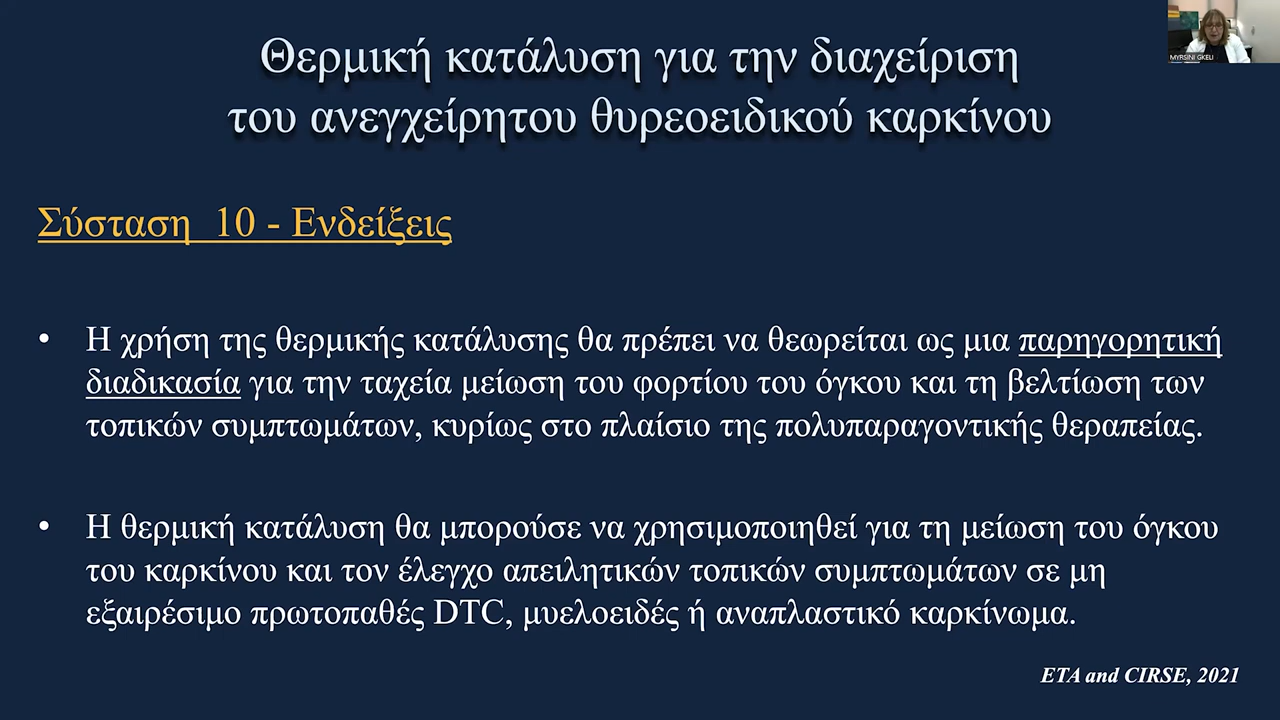 Θερμική κατάλυση για την διαχείριση
του ανεγχείρητου θυρεοειδικού καρκίνου
MYRSINI GKELI
Σύσταση 10 - Ενδείξεις
• Η χρήση της θερμικής κατάλυσης θα πρέπει να θεωρείται ως μια παρηγορητική
διαδικασία για την ταχεία μείωση του φορτίου του όγκου και τη βελτίωση των
τοπικών συμπτωμάτων, κυρίως στο πλαίσιο της πολυπαραγοντικής θεραπείας.
• Η θερμική κατάλυση θα μπορούσε να χρησιμοποιηθεί για τη μείωση του όγκου
του καρκίνου και τον έλεγχο απειλητικών τοπικών συμπτωμάτων σε μη
εξαιρέσιμο πρωτοπαθές DTC, μυελοειδές ή αναπλαστικό καρκίνωμα.
ETA and CIRSE, 2021